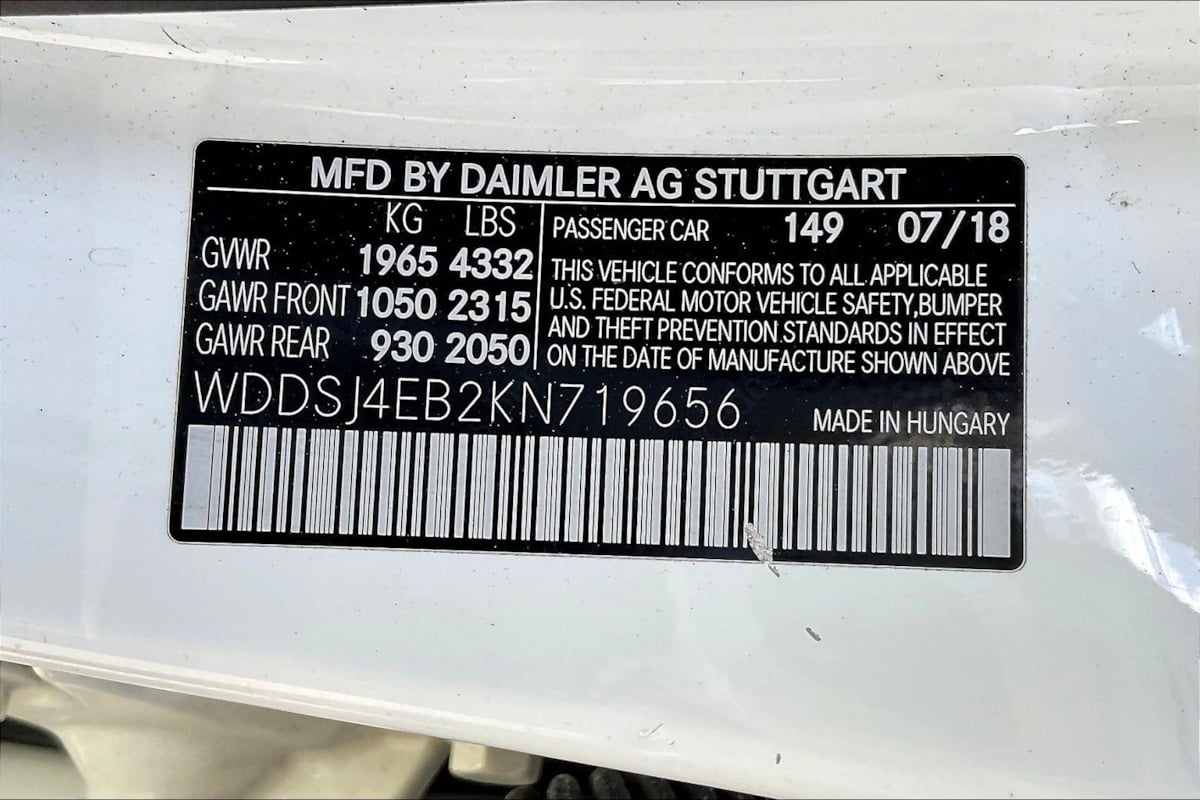 MFD BY DAIMLER AG STUTTGART
KG LBS
GVWR 1965 4332
GAWR FRONT 1050 2315
GAWR REAR 930 2050
PASSENGER CAR 149 07/18
THIS VEHICLE CONFORMS TO ALL APPLICABLE
U.S. FEDERAL MOTOR VEHICLE SAFETY,BUMPER
AND THEFT PREVENTION STANDARDS IN EFFECT
ON THE DATE OF MANUFACTURE SHOWN ABOVE
WDDSJ4EB2KN719656
MADE IN HUNGARY